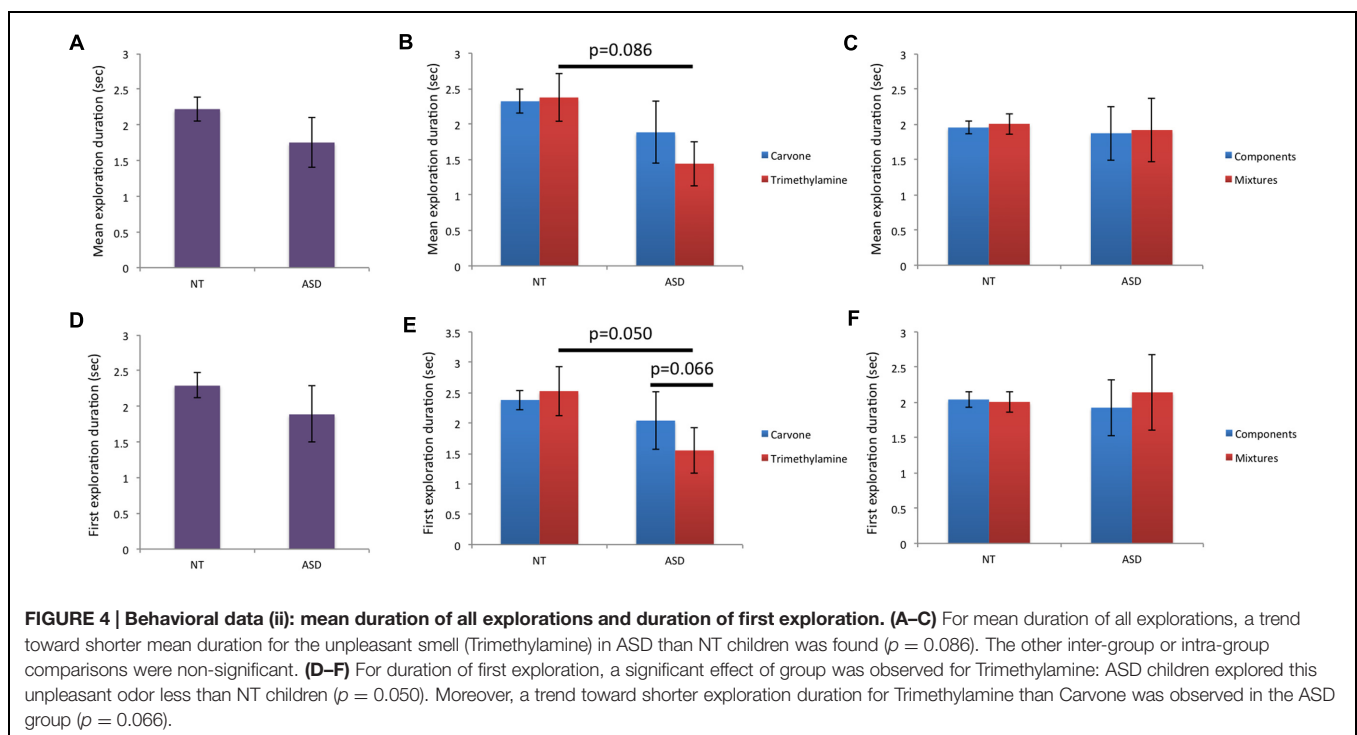 A
Mean exploration duration (sec)
3
2.5
2
1.5
1
0.5
0
NT
ASD
B
p=0.086
Mean exploration duration (sec)
3
2.5
2
1.5
1
0.5
0
NT
ASD
Carvone
Trimethylamine
C
Mean exploration duration (sec)
3
2.5
2
1.5
1
0.5
0
NT
ASD
Components
Mixtures
D
First exploration duration (sec)
3
2.5
2
1.5
1
0.5
0
NT
ASD
E
p=0.050
p=0.066
First exploration duration (sec)
3.5
3
2.5
2
1.5
1
0.5
0
NT
ASD
Carvone
Trimethylamine
F
First exploration duration (sec)
3
2.5
2
1.5
1
0.5
0
NT
ASD
Components
Mixtures
FIGURE 4 | Behavioral data (ii): mean duration of all explorations and duration of first exploration. (A–C) For mean duration of all explorations, a trend
toward shorter mean duration for the unpleasant smell (Trimethylamine) in ASD than NT children was found (p = 0.086). The other inter-group or intra-group
comparisons were non-significant. (D–F) For duration of first exploration, a significant effect of group was observed for Trimethylamine: ASD children explored this
unpleasant odor less than NT children (p = 0.050). Moreover, a trend toward shorter exploration duration for Trimethylamine than Carvone was observed in the ASD
group (p = 0.066).